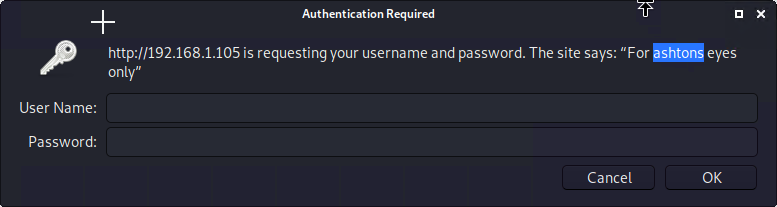 Authentication Required
http://192.168.1.105 is requesting your username and password. The site says: “For ashtons eyes
only”
User Name:
Password:
Cancel OK